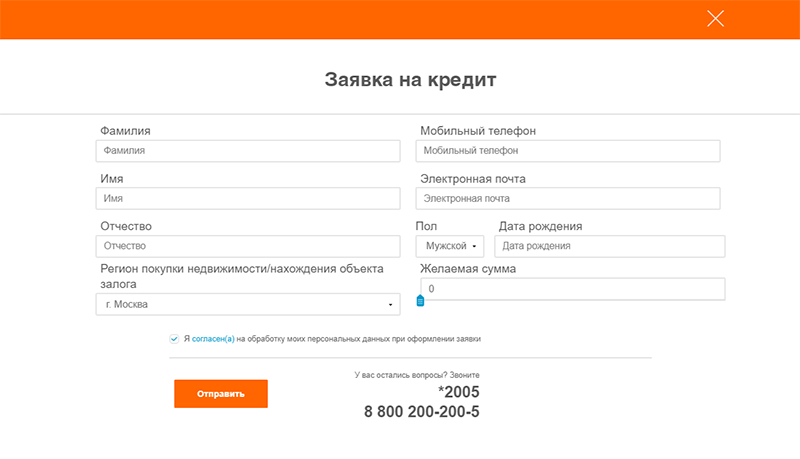 Заявка на кредит
Фамилия
Фамилия
Мобильный телефон
Мобильный телефон
Имя
Имя
Электронная почта
Электронная почта
Отчество
Отчество
Пол
Мужской
Дата рождения
Дата рождения
Регион покупки недвижимости/нахождения объекта
залога
г. Москва
Желаемая сумма
0
Я согласен(а) на обработку моих персональных данных при оформлении заявки
Отправить
У вас остались вопросы? Звоните
*2005
8 800 200-200-5